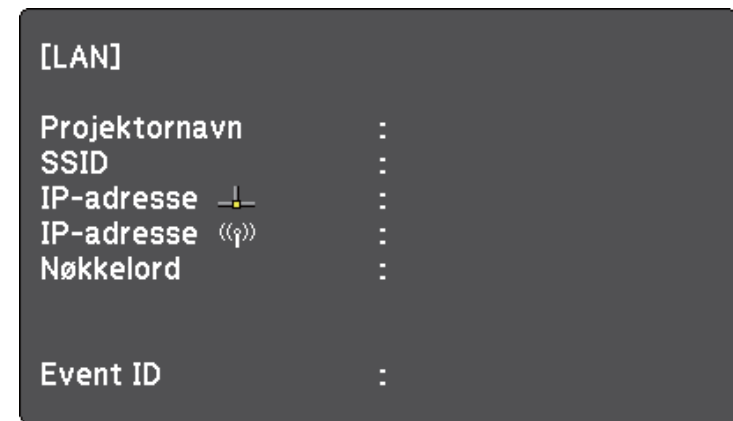 [LAN]
Projektornavn :
SSID :
IP-adresse :
IP-adresse :
Nøkkelord :
Event ID :